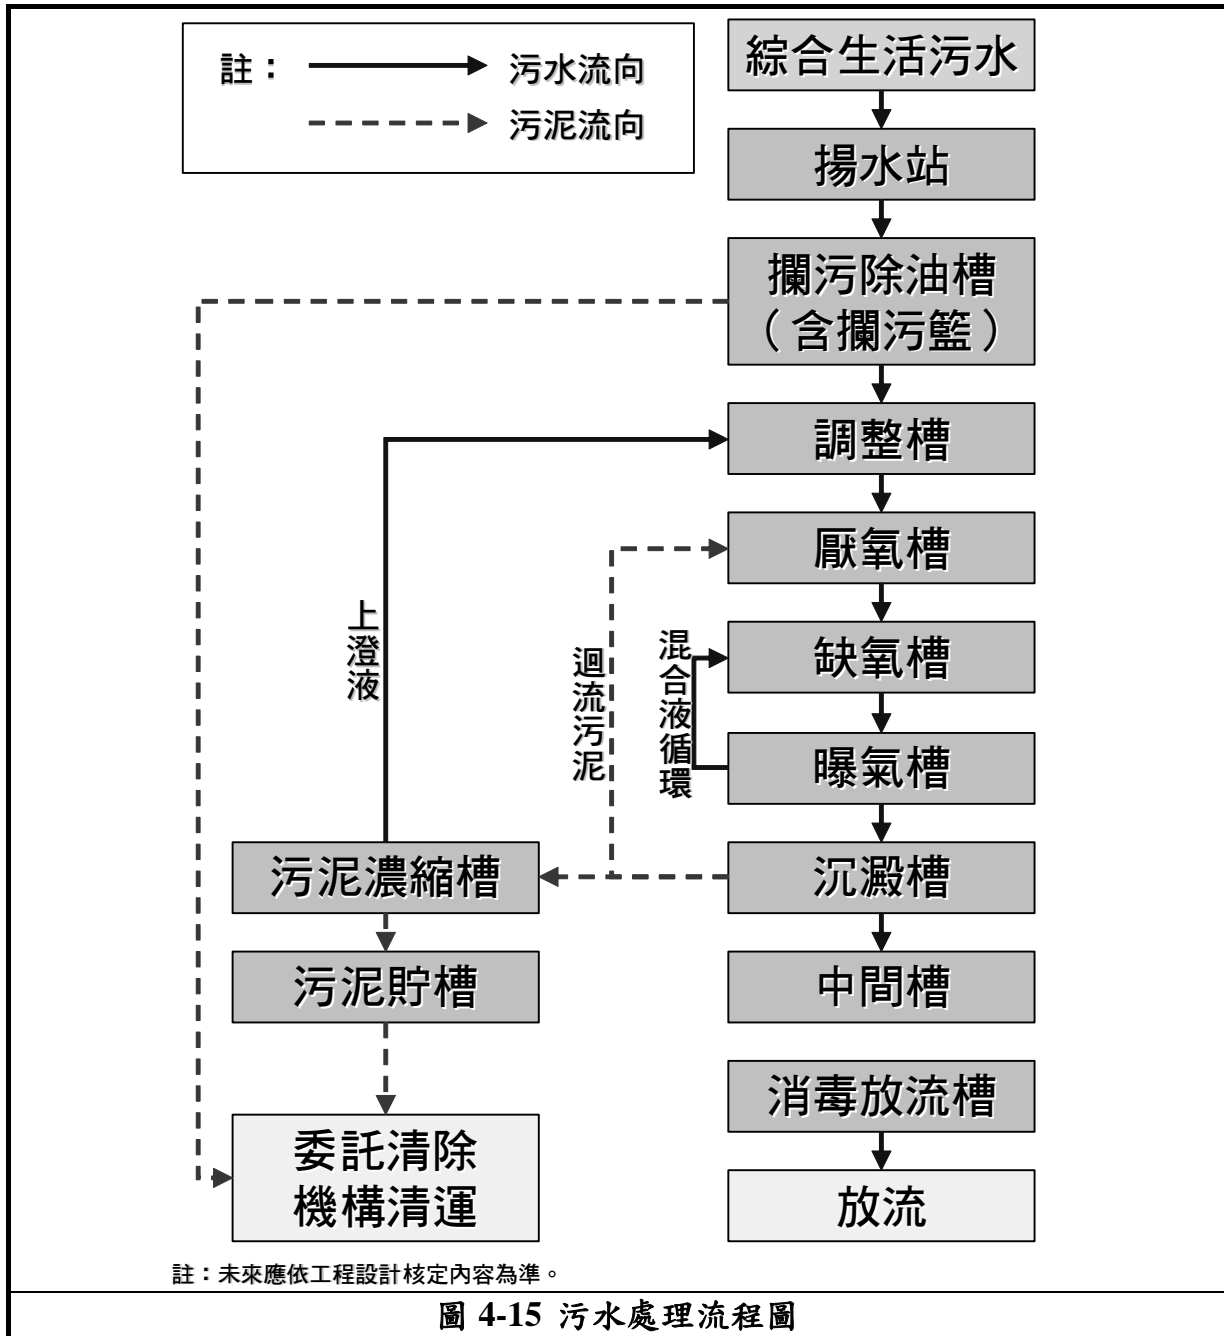 註：
污水流向
污泥流向
綜合生活污水
揚水站
攔污除油槽
（含攔污籃）
調整槽
厭氧槽
缺氧槽
曝氣槽
沉澱槽
中間槽
消毒放流槽
放流
上澄液
迴流污泥
混合液循環
污泥濃縮槽
污泥貯槽
委託清除
機構清運
註：未來應依工程設計核定內容為準。
圖 4-15 污水處理流程圖